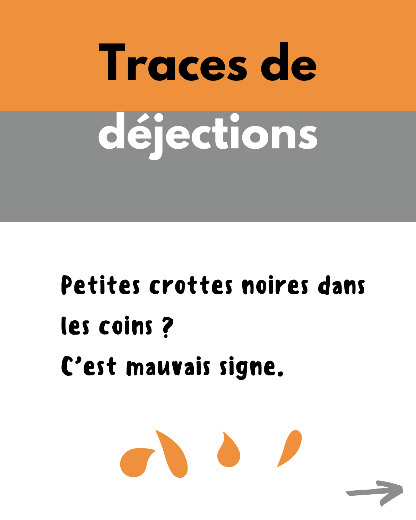 Traces de
déjections
Petites crottes noires dans
les coins ?
C'est mauvais signe.